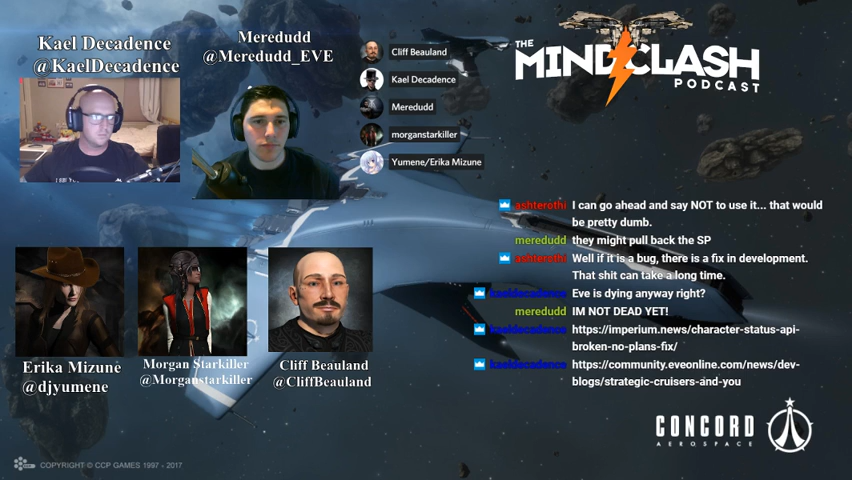 Kael Decadence
@KaelDecadence
Meredudd
@Meredudd_EVE
Cliff Beauland
Kael Decadence
Meredudd
morganstarkiller
Yumene/Erika Mizune
THE
MINDCLASH
PODCAST
ashterothi I can go ahead and say NOT to use it... that would
be pretty dumb.
meredudd they might pull back the SP
ashterothi Well if it is a bug, there is a fix in development.
That shit can take a long time.
kaeldecadence Eve is dying anyway right?
meredudd IM NOT DEAD YET!
kaeldecadence https://imperium.news/character-status-api-
broken-no-plans-fix/
kaeldecadence https://community.eveonline.com/news/dev-
blogs/strategic-cruisers-and-you
Erika Mizune
@djyumene
Morgan Starkiller
@Morganstarkiller
Cliff Beauland
@CliffBeauland
CONCORD
AEROSPACE
COPYRIGHT © CCP GAMES 1997 - 2017